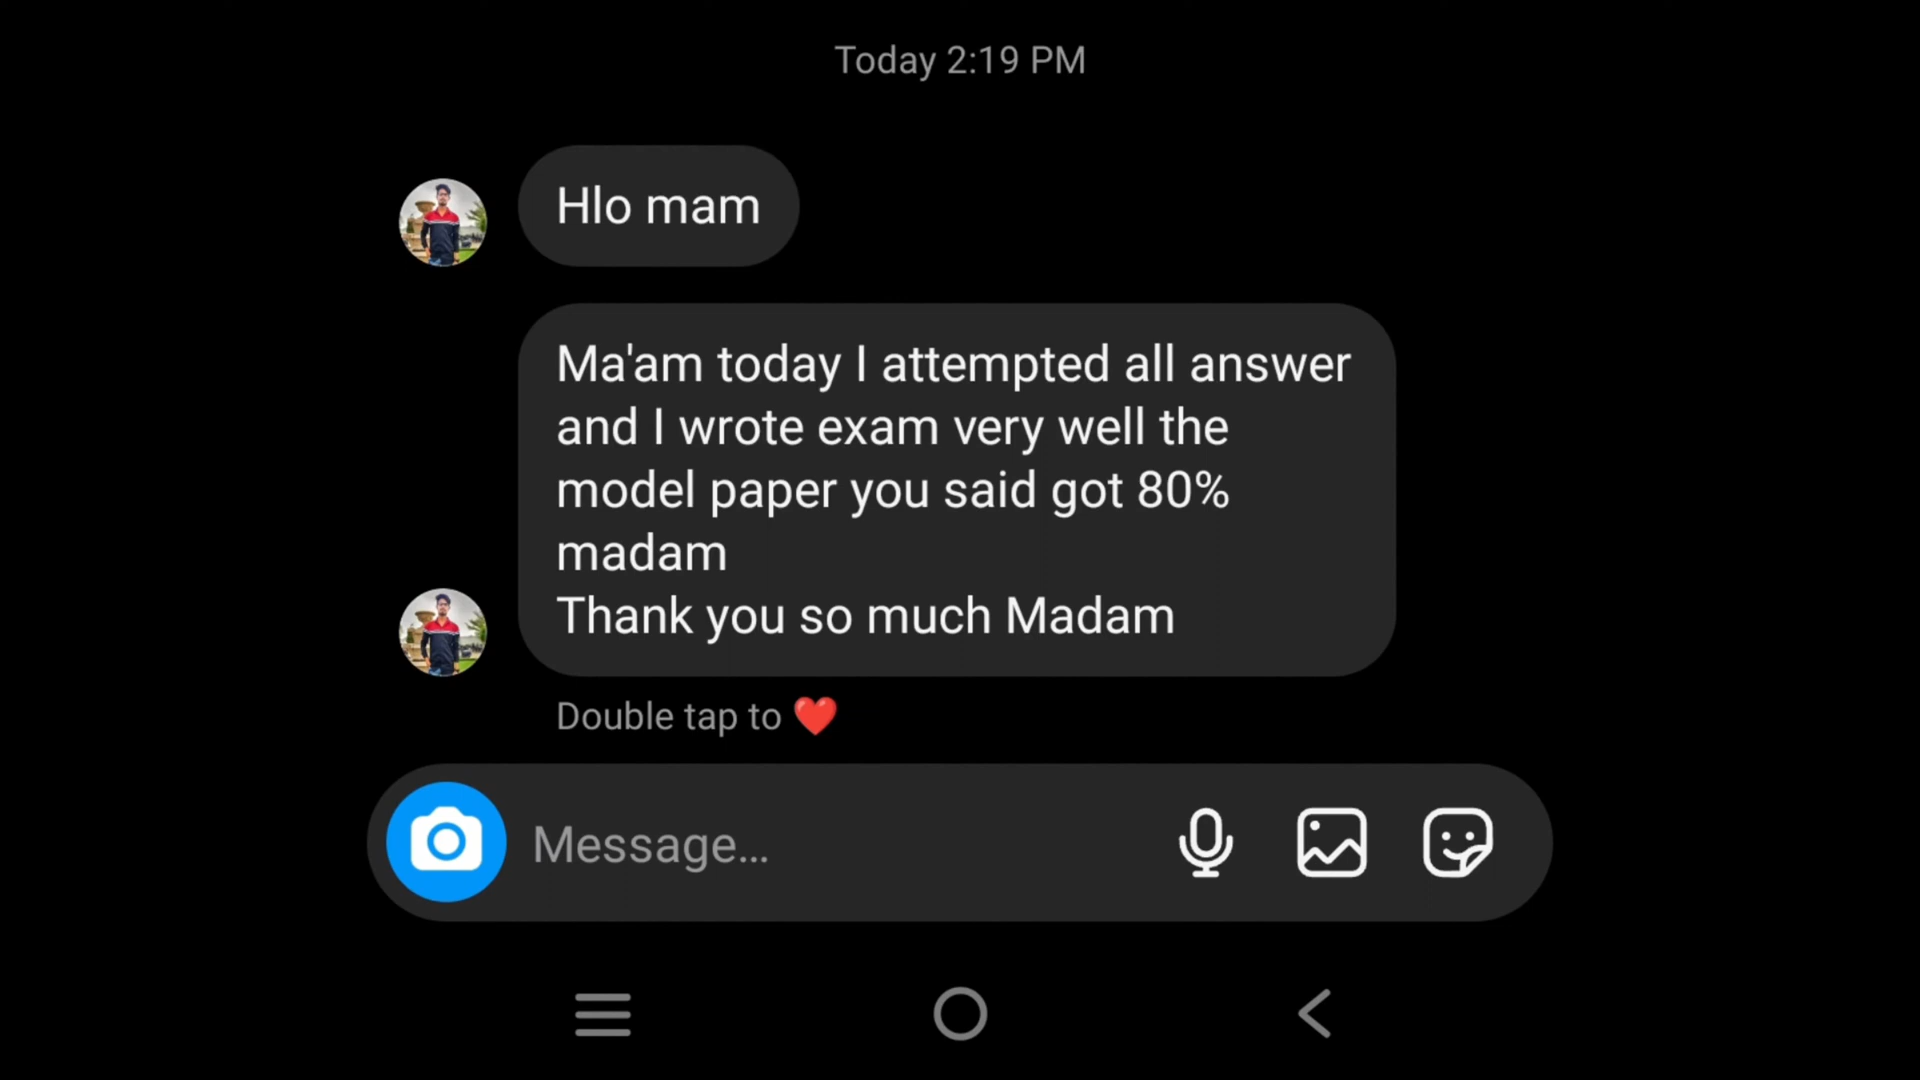 Today 2:19 PM
Hlo mam
Ma'am today I attempted all answer
and I wrote exam very well the
model paper you said got 80%
madam
Thank you so much Madam
Double tap to ❤️
Message...